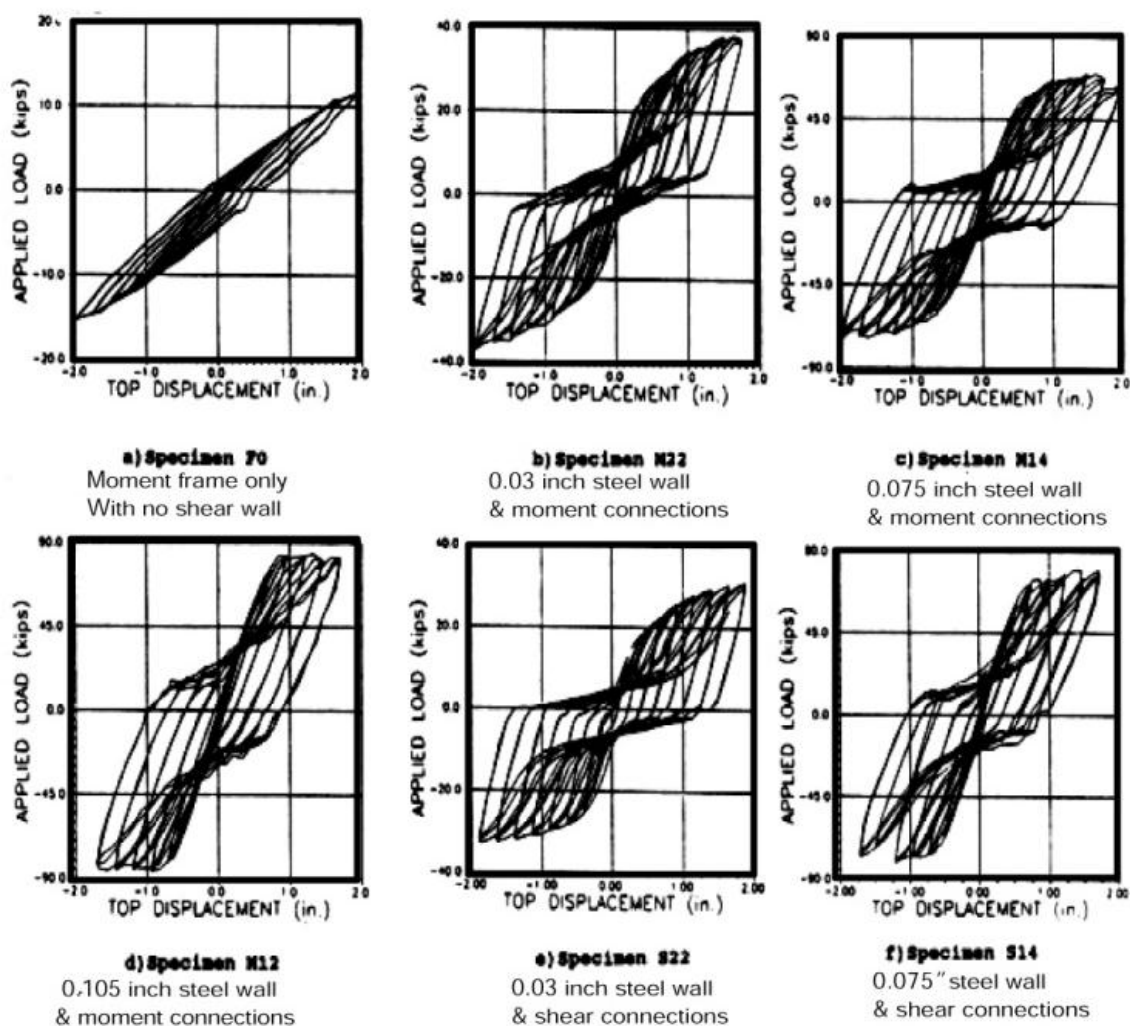 APPLIED LOAD (kips)
20.
10.0
0.0
-10.0
-20.0
-2.0 -1.0 0.0 1.0 2.0
TOP DISPLACEMENT (in.)
a)Specimen F0
Moment frame only
With no shear wall
APPLIED LOAD (kips)
40.0
20.0
0.0
-20.0
-40.0
-2.0 -1.0 0.0 1.0 2.0
TOP DISPLACEMENT (in.)
b)Specimen M22
0.03 inch steel wall
& moment connections
APPLIED LOAD (kips)
90.0
45.0
0.0
-45.0
-90.0
-2.0 -1.0 0.0 1.0 2.0
TOP DISPLACEMENT (in.)
c)Specimen M14
0.075 inch steel wall
& moment connections
APPLIED LOAD (kips)
90.0
45.0
0.0
-45.0
-90.0
-2.0 -1.0 0.0 1.0 2.0
TOP DISPLACEMENT (in.)
d)Specimen M12
0.105 inch steel wall
& moment connections
APPLIED LOAD (kips)
40.0
20.0
0.0
-20.0
-40.0
-2.00 -1.00 0.00 1.00 2.00
TOP DISPLACEMENT (in.)
e)Specimen S22
0.03 inch steel wall
& shear connections
APPLIED LOAD (kips)
90.0
45.0
0.0
-45.0
-90.0
-2.00 -1.00 0.00 1.00 2.00
TOP DISPLACEMENT (in.)
f)Specimen S14
0.075" steel wall
& shear connections